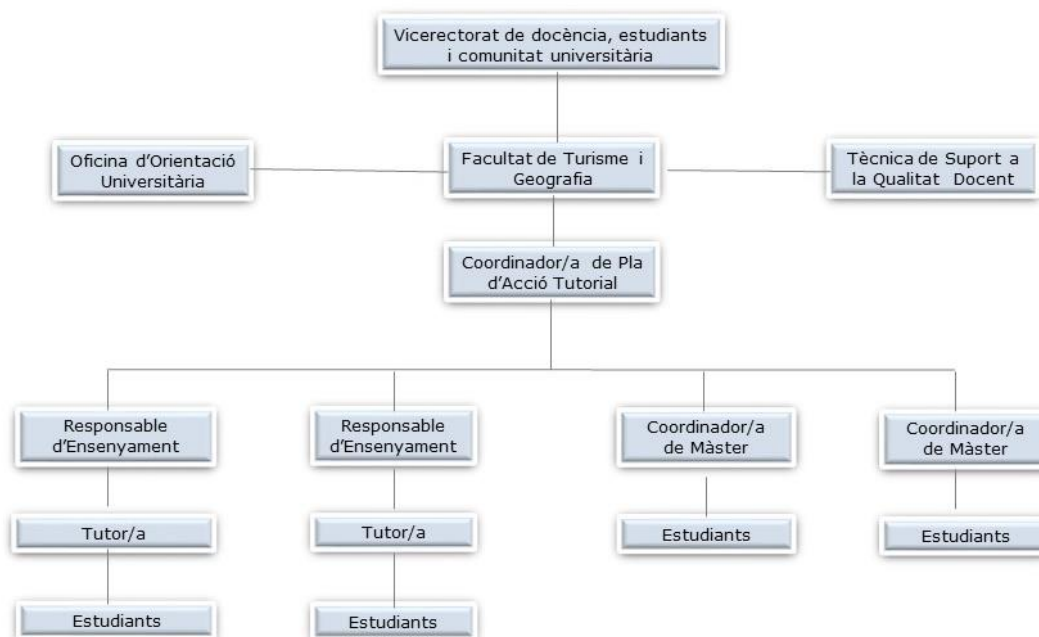 Vicerectorat de docència, estudiants
i comunitat universitària
Oficina d'Orientació
Universitària
Facultat de Turisme i
Geografia
Tècnica de Suport a
la Qualitat Docent
Coordinador/a de Pla
d'Acció Tutorial
Responsable
d'Ensenyament
Responsable
d'Ensenyament
Coordinador/a
de Màster
Coordinador/a
de Màster
Tutor/a
Tutor/a
Estudiants
Estudiants
Estudiants
Estudiants